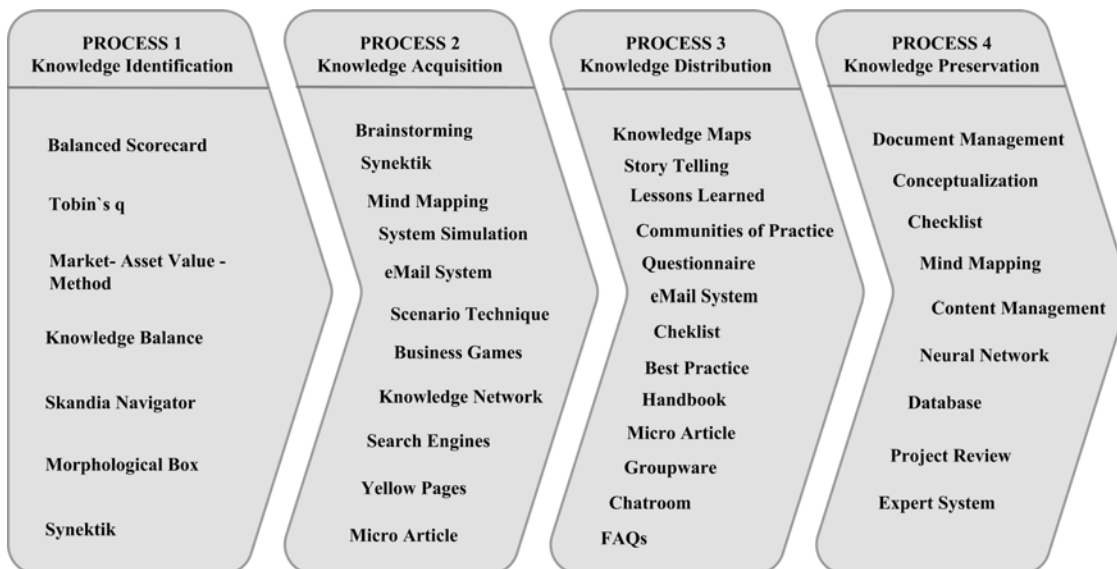 PROCESS 1
Knowledge Identification
Balanced Scorecard
Tobin`s q
Market- Asset Value -
Method
Knowledge Balance
Skandia Navigator
Morphological Box
Synektik
PROCESS 2
Knowledge Acquisition
Brainstorming
Synektik
Mind Mapping
System Simulation
eMail System
Scenario Technique
Business Games
Knowledge Network
Search Engines
Yellow Pages
Micro Article
PROCESS 3
Knowledge Distribution
Knowledge Maps
Story Telling
Lessons Learned
Communities of Practice
Questionnaire
eMail System
Cheklist
Best Practice
Handbook
Micro Article
Groupware
Chatroom
FAQs
PROCESS 4
Knowledge Preservation
Document Management
Conceptualization
Checklist
Mind Mapping
Content Management
Neural Network
Database
Project Review
Expert System